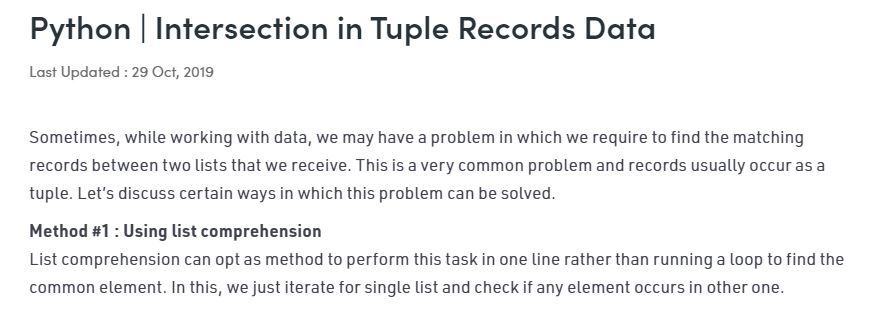 Python | Intersection in Tuple Records Data
Last Updated : 29 Oct, 2019
Sometimes, while working with data, we may have a problem in which we require to find the matching
records between two lists that we receive. This is a very common problem and records usually occur as a
tuple. Let’s discuss certain ways in which this problem can be solved.
Method #1 : Using list comprehension
List comprehension can opt as method to perform this task in one line rather than running a loop to find the
common element. In this, we just iterate for single list and check if any element occurs in other one.